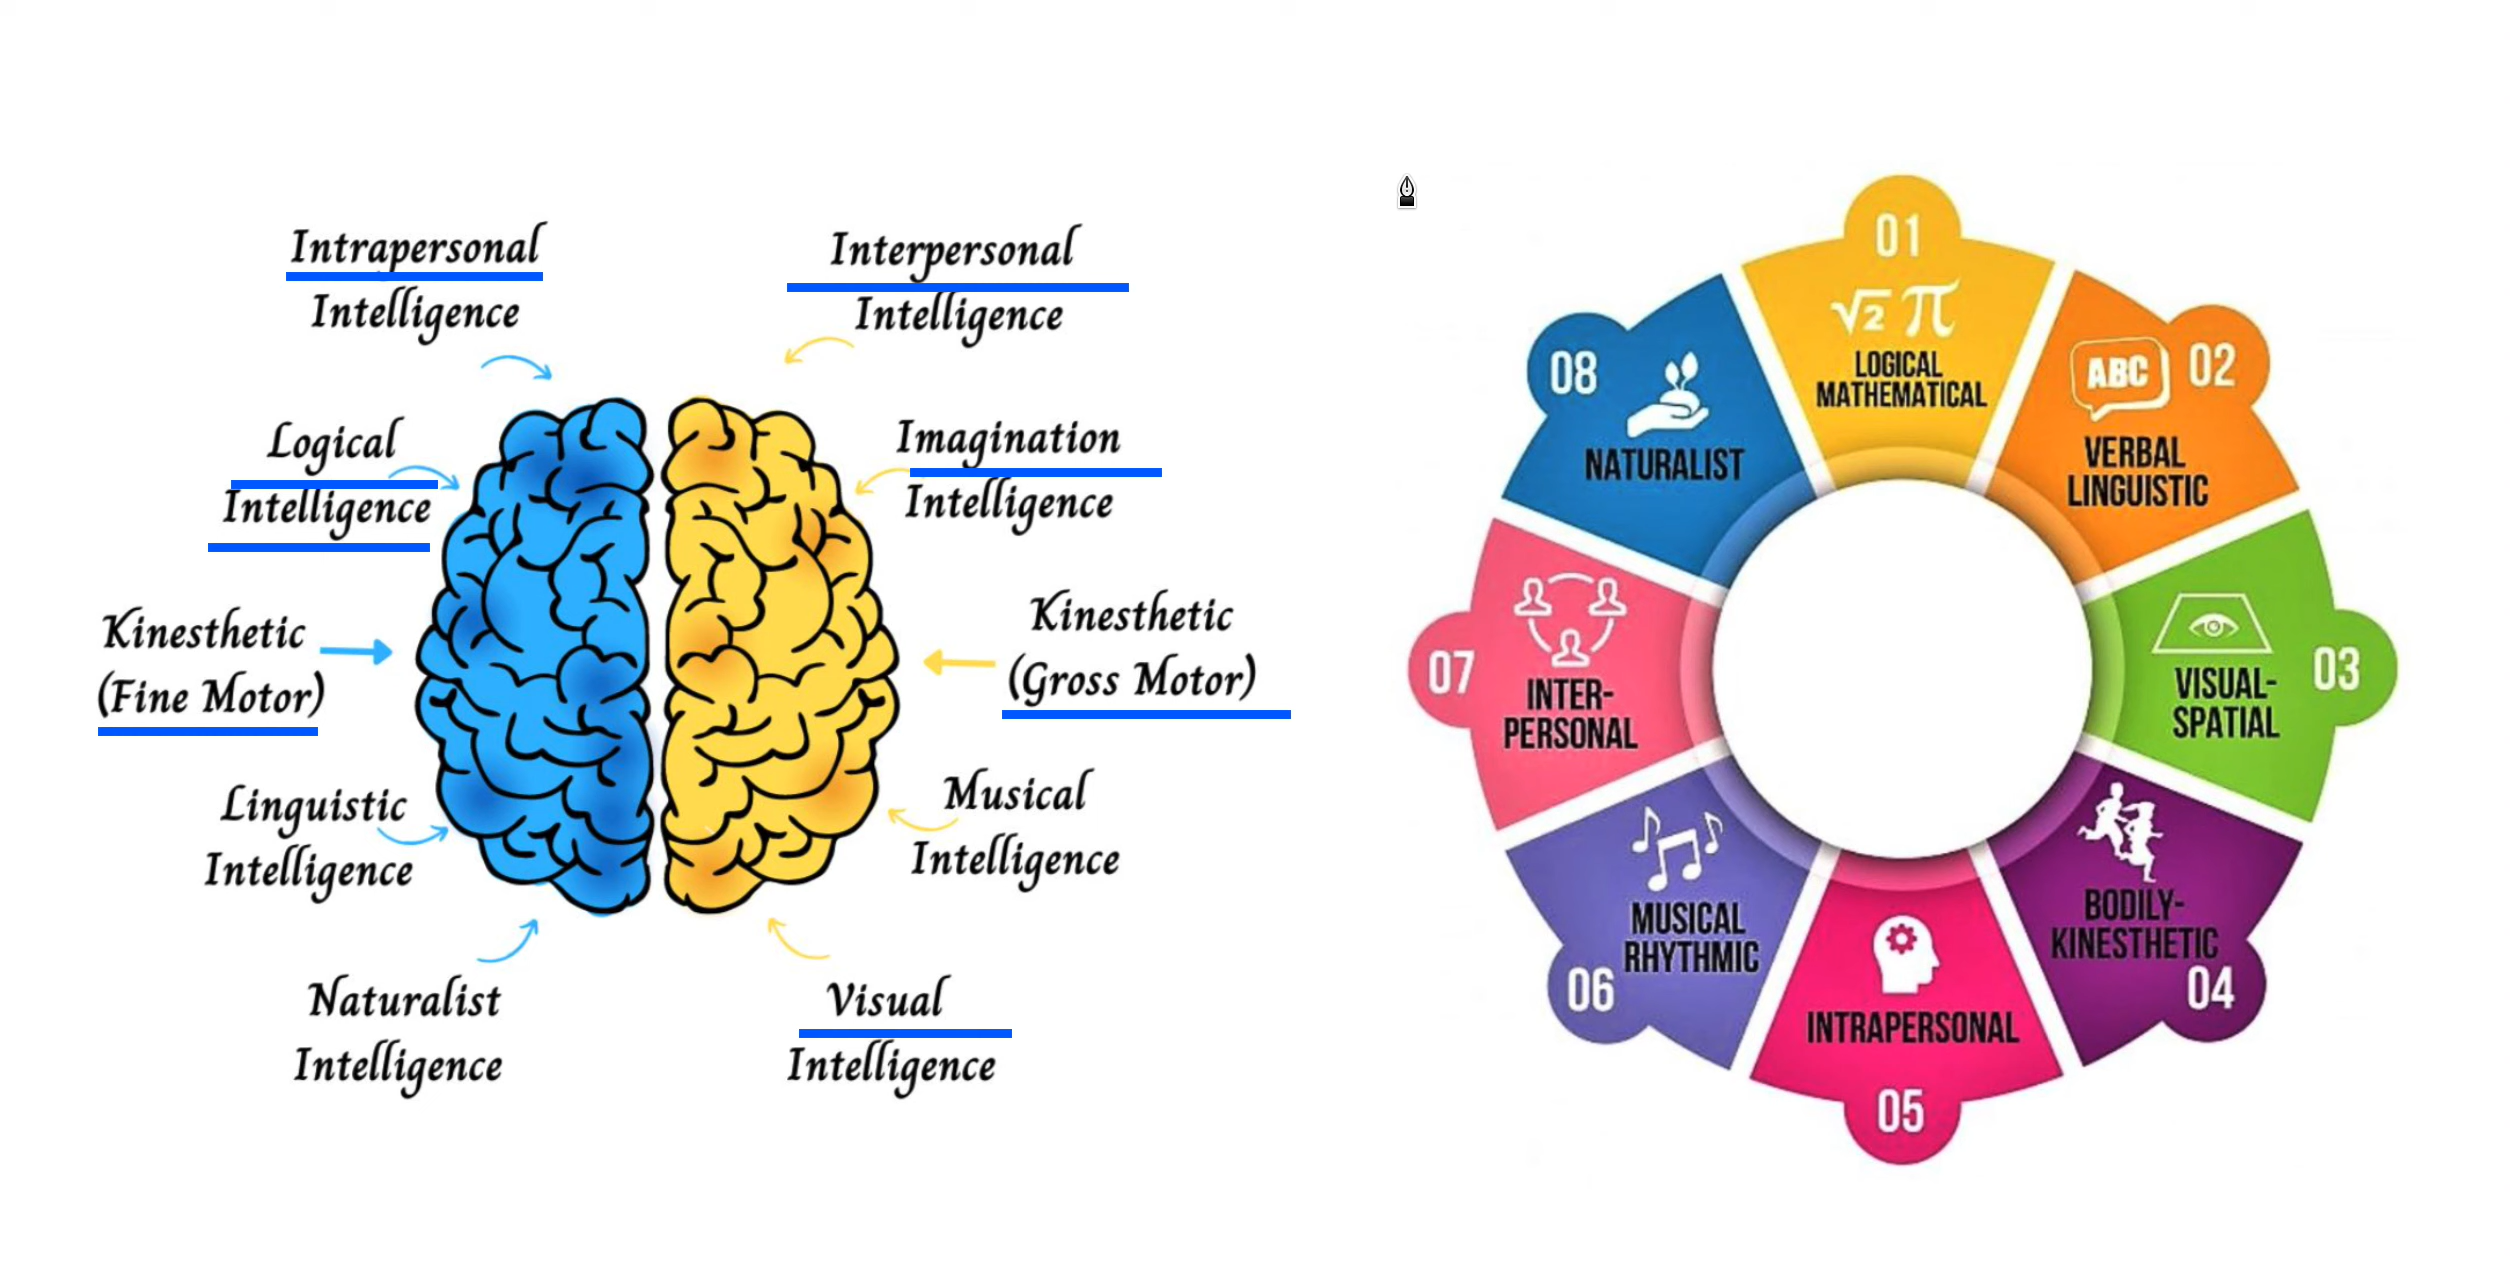 Intrapersonal
Intelligence
Logical
Intelligence
Kinesthetic
(Fine Motor)
Linguistic
Intelligence
Naturalist
Intelligence
Interpersonal
Intelligence
Imagination
Intelligence
Kinesthetic
(Gross Motor)
Musical
Intelligence
Visual
Intelligence
01
√2 π
LOGICAL
MATHEMATICAL
02
ABC
VERBAL
LINGUISTIC
03
VISUAL-
SPATIAL
BODILY-
KINESTHETIC
04
INTRAPERSONAL
05
MUSICAL
RHYTHMIC
06
07
INTER-
PERSONAL
08
NATURALIST